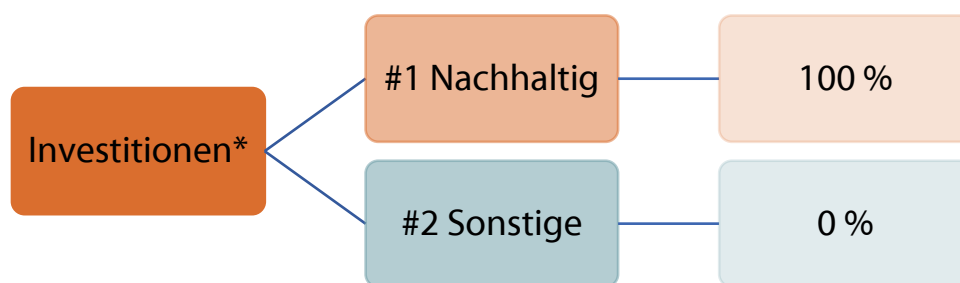 Investitionen*
#1 Nachhaltig
100 %
#2 Sonstige
0 %